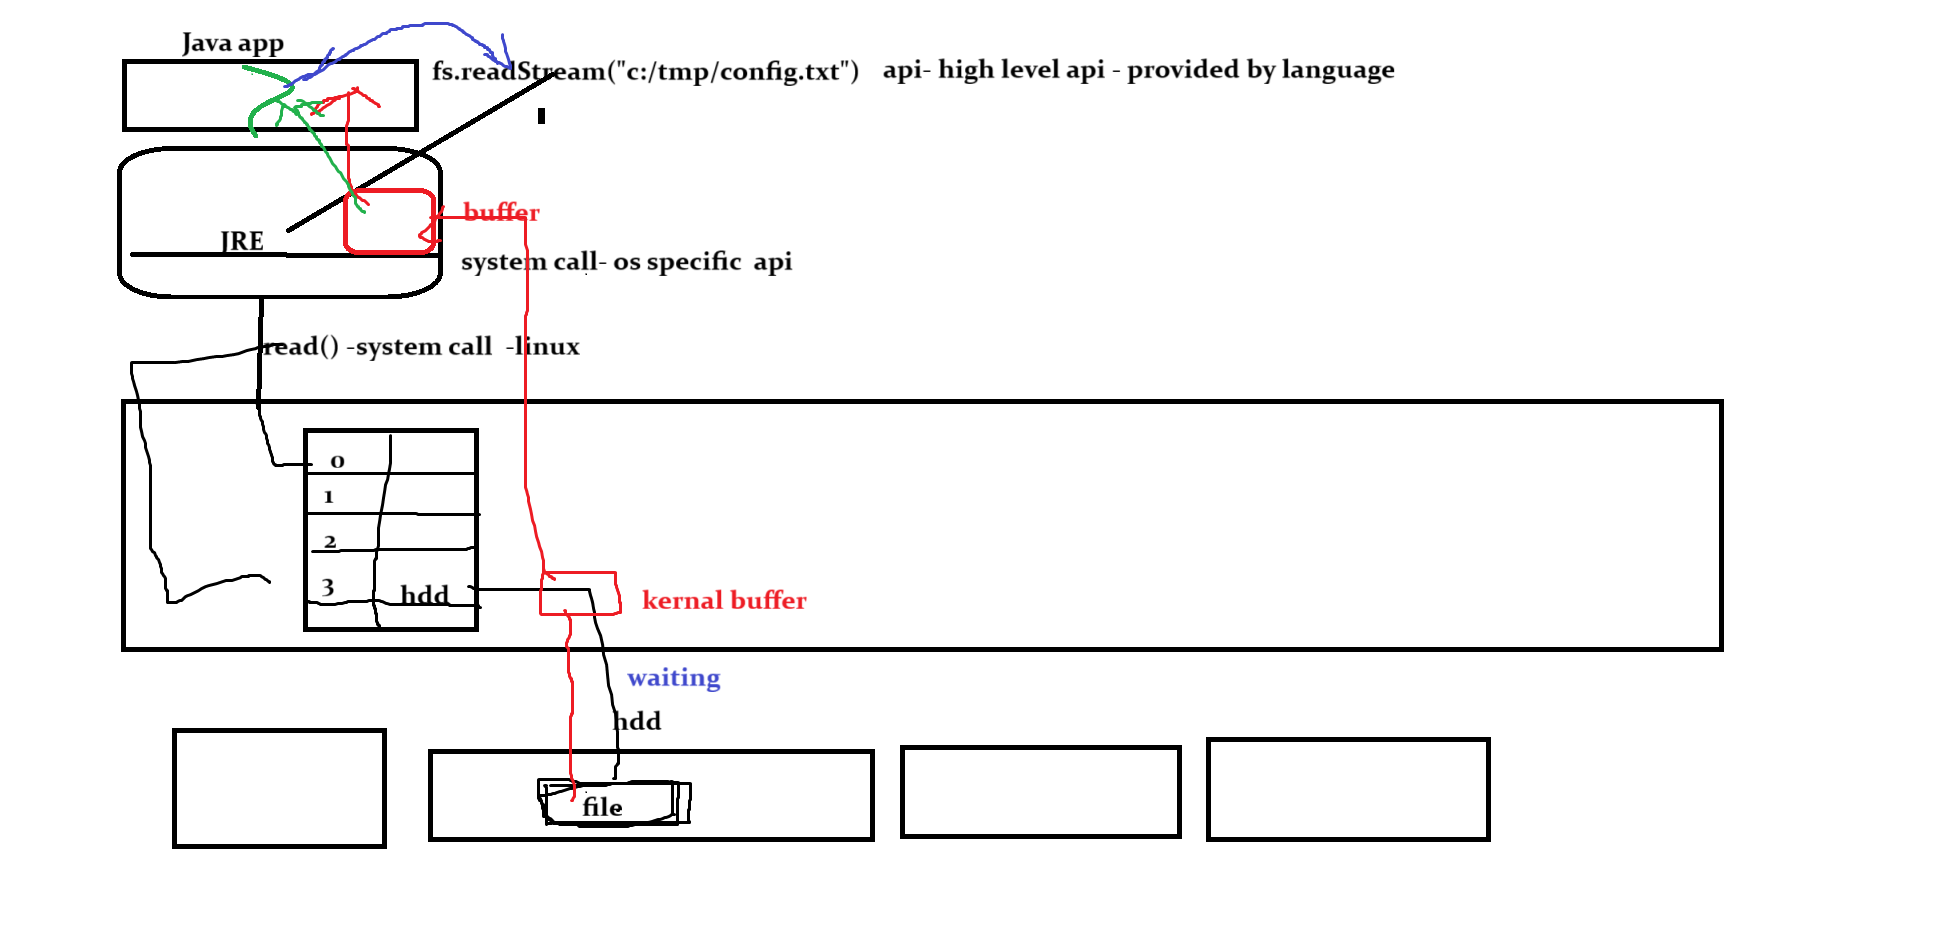 Java app
fs.readStream("c:/tmp/config.txt") api- high level api - provided by language
buffer
JRE
system call- os specific api
read() -system call -linux
0
1
2
3 hdd
kernal buffer
waiting
hdd
file